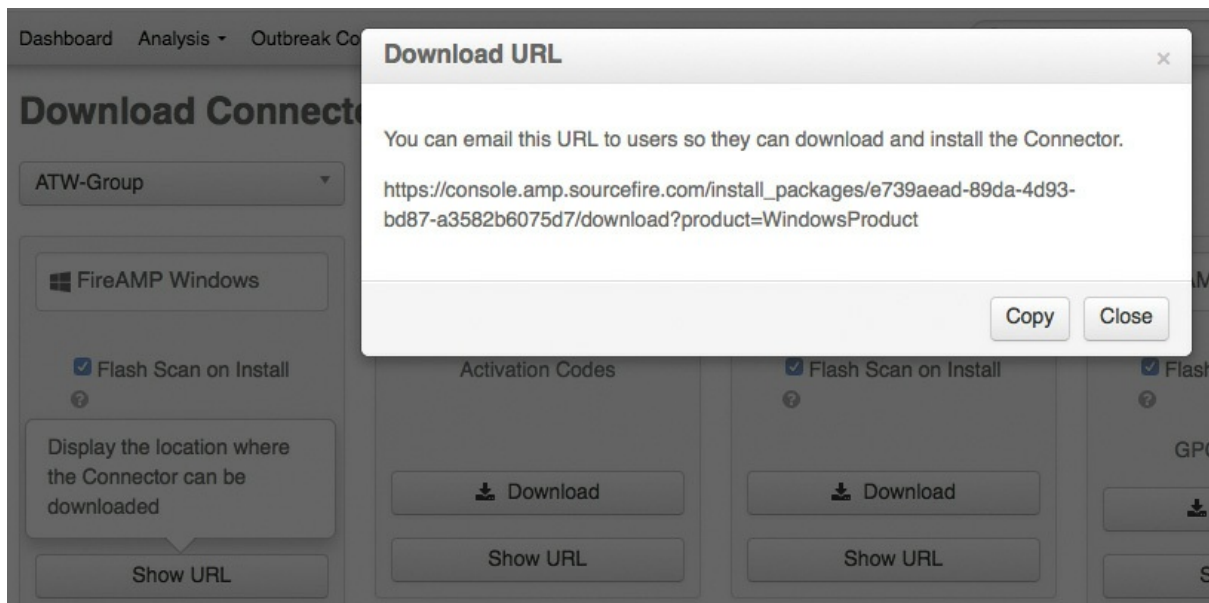 Dashboard Analysis Outbreak Co
Download URL
×
Download Connect
You can email this URL to users so they can download and install the Connector.
ATW-Group
https://console.amp.sourcefire.com/install_packages/e739aead-89da-4d93-
bd87-a3582b6075d7/download?product=WindowsProduct
FireAMP Windows
Copy Close
Flash Scan on Install
Activation Codes
Flash Scan on Install
Flash
?
?
?
Display the location where
the Connector can be
downloaded
GPO
Download
Download
Show URL
Show URL
Show URL
S